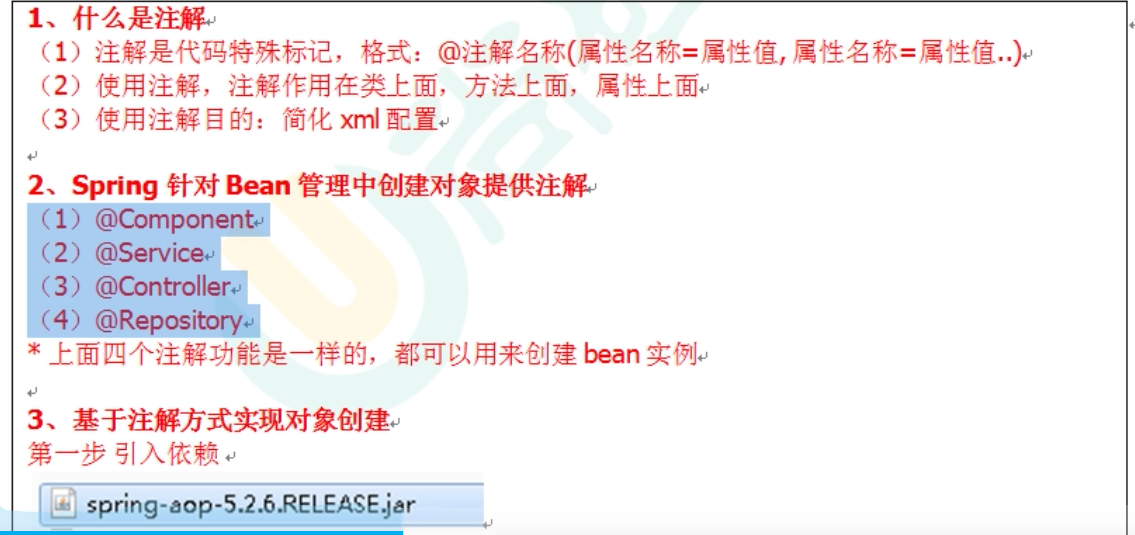 1、什么是注解
（1）注解是代码特殊标记，格式：@注解名称(属性名称=属性值, 属性名称=属性值..)
（2）使用注解，注解作用在类上面，方法上面，属性上面
（3）使用注解目的：简化 xml 配置
2、Spring 针对 Bean 管理中创建对象提供注解
（1）@Component
（2）@Service
（3）@Controller
（4）@Repository
* 上面四个注解功能是一样的，都可以用来创建 bean 实例
3、基于注解方式实现对象创建
第一步 引入依赖
spring-aop-5.2.6.RELEASE.jar